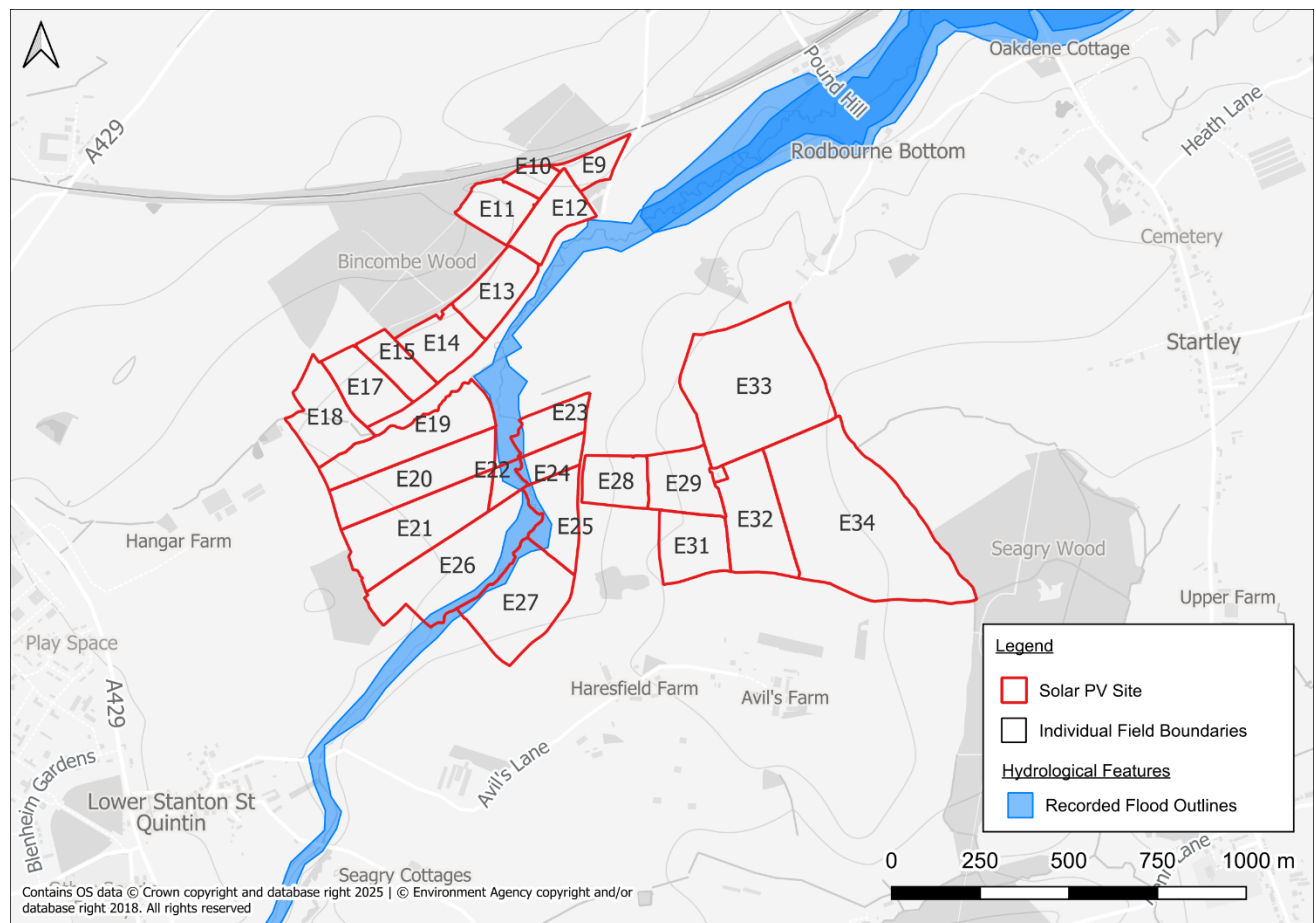 Oakdene Cottage
Pound Hill
A429
Heath Lane
Rodbourne Bottom
E9
E10
E11
E12
Cemetery
Bincombe Wood
E13
Startley
E14
E15
E17
E33
E18
E19
E23
E20
E22
E24
E28
E29
E32
E34
E21
E25
E31
Hangar Farm
Seagry Wood
E26
E27
Upper Farm
Play Space
Haresfield Farm
Avil's Farm
A429
Avil's Lane
Blenheim Gardens
Lower Stanton St
Quintin
Seagry Cottages
Legend
Solar PV Site
Individual Field Boundaries
Hydrological Features
Recorded Flood Outlines
0 250 500 750 1000 m
Lane
Contains OS data © Crown copyright and database right 2025 | © Environment Agency copyright and/or
database right 2018. All rights reserved